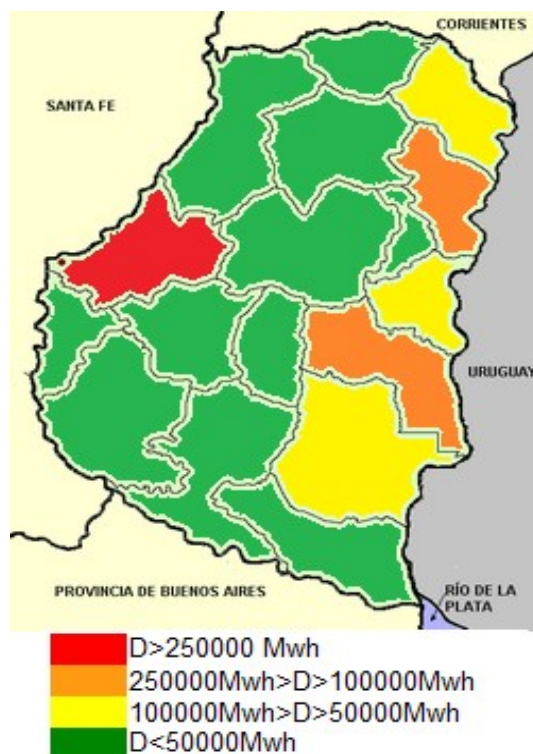 CORRIENTES
SANTA FE
URUGUAY
PROVINCIA DE BUENOS AIRES
RÍO DE LA
PLATA
D>250000 Mwh
250000Mwh>D>100000Mwh
100000Mwh>D>50000Mwh
D<50000Mwh